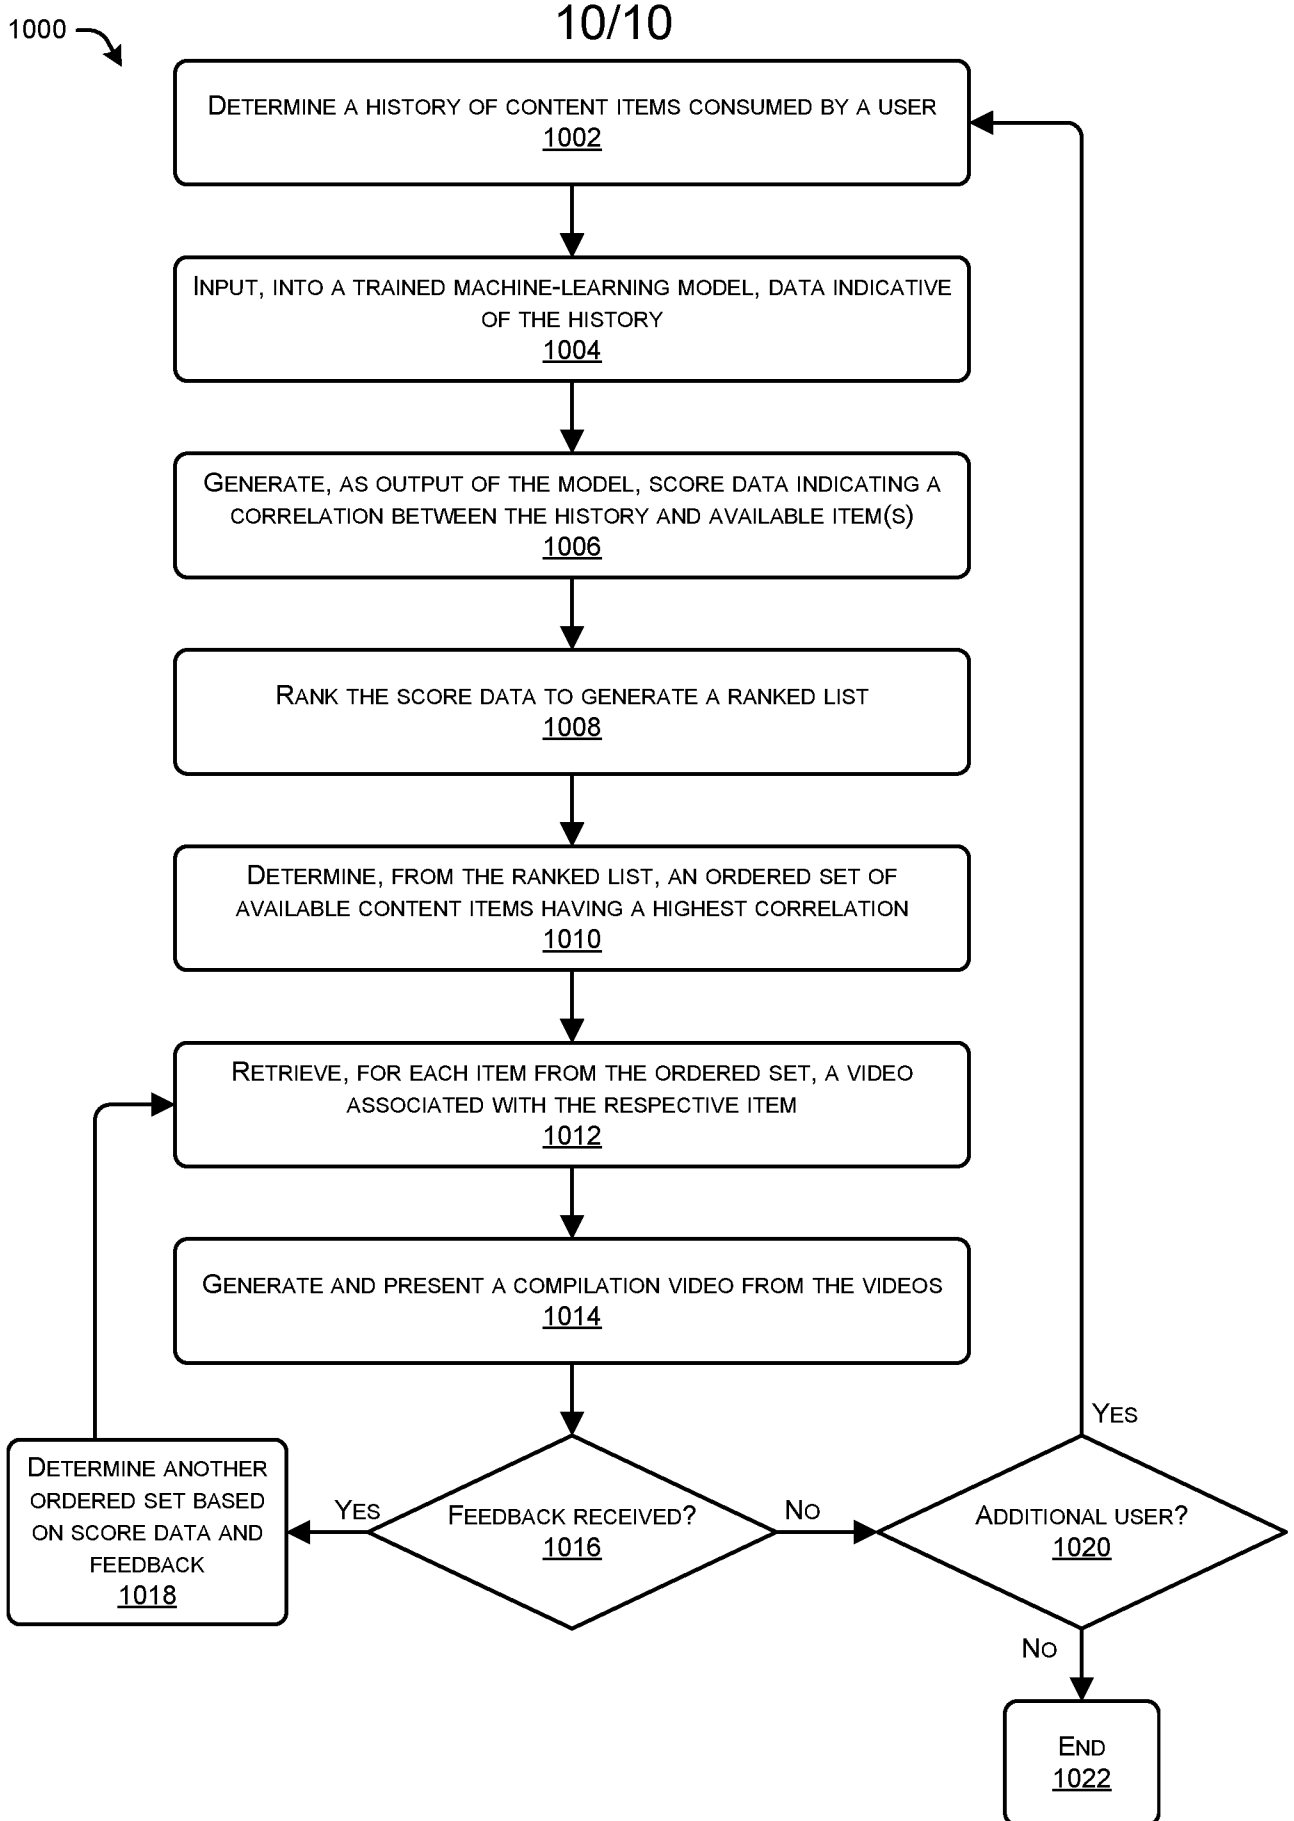 10/10
1000
DETERMINE A HISTORY OF CONTENT ITEMS CONSUMED BY A USER
1002
INPUT, INTO A TRAINED MACHINE-LEARNING MODEL, DATA INDICATIVE
OF THE HISTORY
1004
GENERATE, AS OUTPUT OF THE MODEL, SCORE DATA INDICATING A
CORRELATION BETWEEN THE HISTORY AND AVAILABLE ITEM(S)
1006
RANK THE SCORE DATA TO GENERATE A RANKED LIST
1008
DETERMINE, FROM THE RANKED LIST, AN ORDERED SET OF
AVAILABLE CONTENT ITEMS HAVING A HIGHEST CORRELATION
1010
RETRIEVE, FOR EACH ITEM FROM THE ORDERED SET, A VIDEO
ASSOCIATED WITH THE RESPECTIVE ITEM
1012
GENERATE AND PRESENT A COMPILATION VIDEO FROM THE VIDEOS
1014
FEEDBACK RECEIVED?
1016
YES
DETERMINE ANOTHER
ORDERED SET BASED
ON SCORE DATA AND
FEEDBACK
1018
NO
ADDITIONAL USER?
1020
YES
NO
END
1022